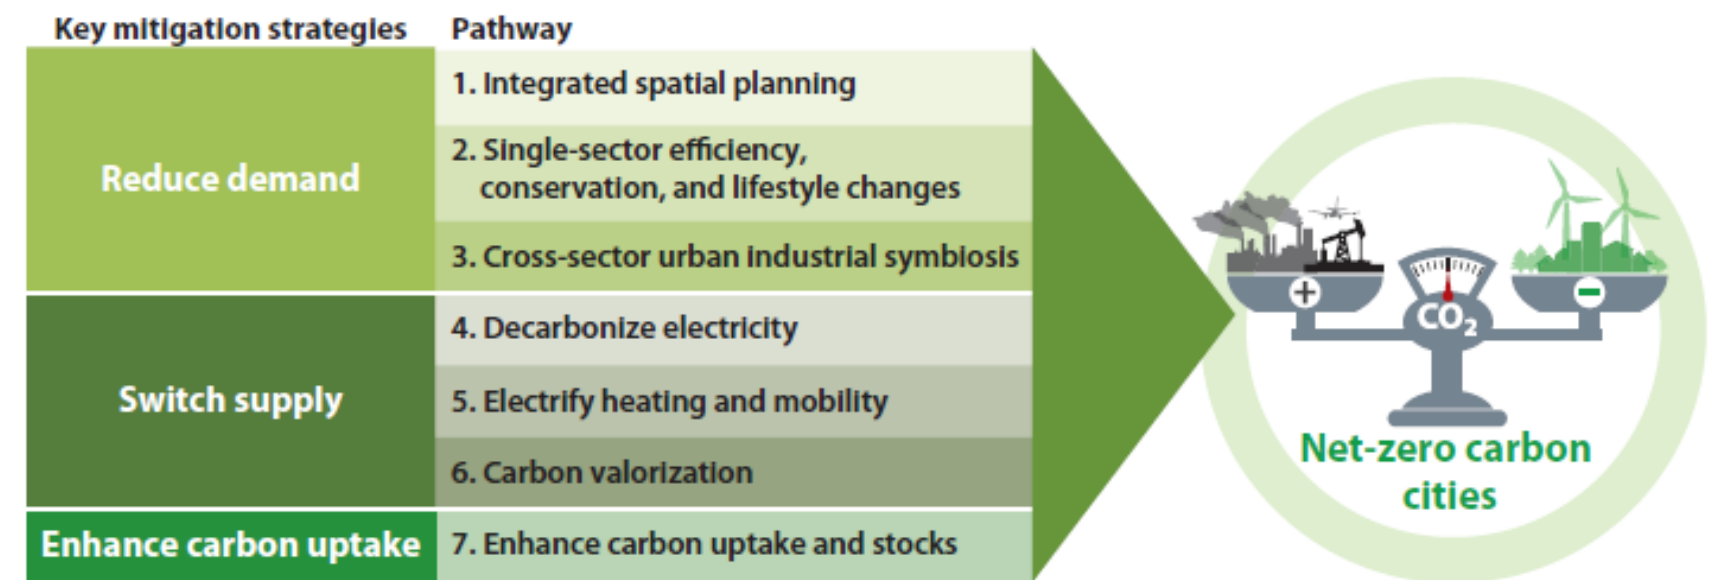 Key mitigation strategies
Pathway
Reduce demand
1. Integrated spatial planning
2. Single-sector efficiency,
conservation, and lifestyle changes
3. Cross-sector urban industrial symbiosis
Switch supply
4. Decarbonize electricity
5. Electrify heating and mobility
6. Carbon valorization
Enhance carbon uptake
7. Enhance carbon uptake and stocks
+
CO₂
−
Net-zero carbon
cities